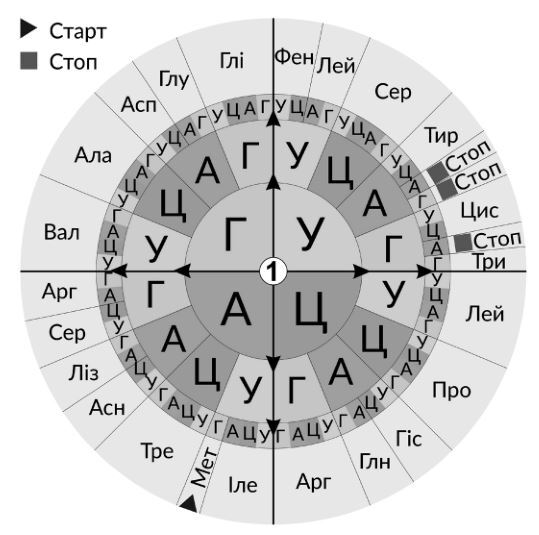 Старт
Стоп
Фен
Лей
Сер
Тир
Стоп
Стоп
Цис
Стоп
Три
Лей
Про
Гіс
Глн
Арг
Іле
Мет
Тре
Асн
Ліз
Сер
Арг
Вал
Ала
Асп
Глу
Глі
У Ц А Г У Ц А Г У Ц А Г У Ц А Г
У Ц А Г У Ц А Г У Ц А Г У Ц А Г
У Ц А Г У Ц А Г У Ц А Г У Ц А Г
У Ц А Г У Ц А Г У Ц А Г У Ц А Г
У Ц А Г У Ц А Г У Ц А Г У Ц А Г
Г У
1
А Ц